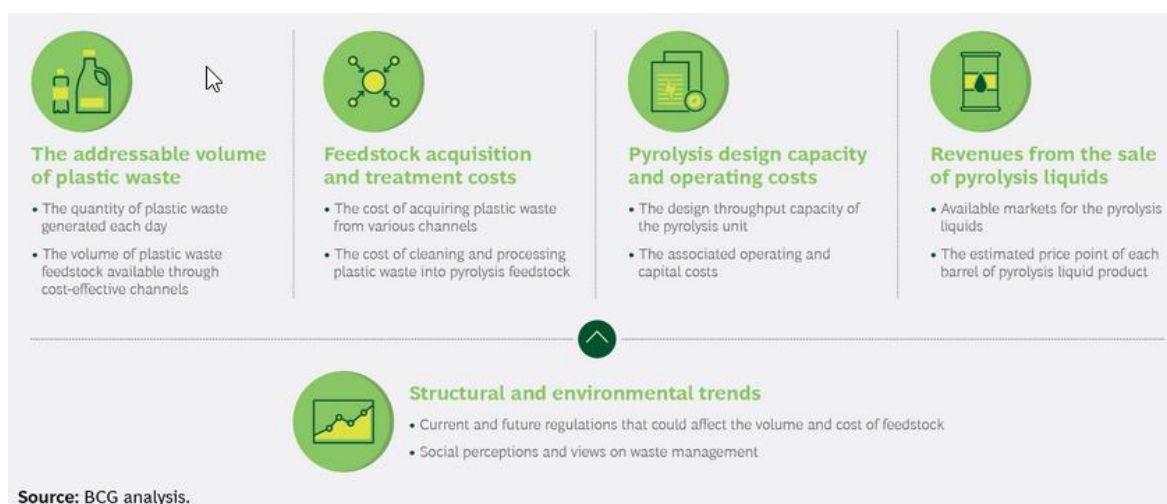 The addressable volume
of plastic waste
• The quantity of plastic waste
generated each day
• The volume of plastic waste
feedstock available through
cost-effective channels
Feedstock acquisition
and treatment costs
• The cost of acquiring plastic waste
from various channels
• The cost of cleaning and processing
plastic waste into pyrolysis feedstock
Pyrolysis design capacity
and operating costs
• The design throughput capacity of
the pyrolysis unit
• The associated operating and
capital costs
Revenues from the sale
of pyrolysis liquids
• Available markets for the pyrolysis
liquids
• The estimated price point of each
barrel of pyrolysis liquid product
Structural and environmental trends
• Current and future regulations that could affect the volume and cost of feedstock
• Social perceptions and views on waste management
Source: BCG analysis.